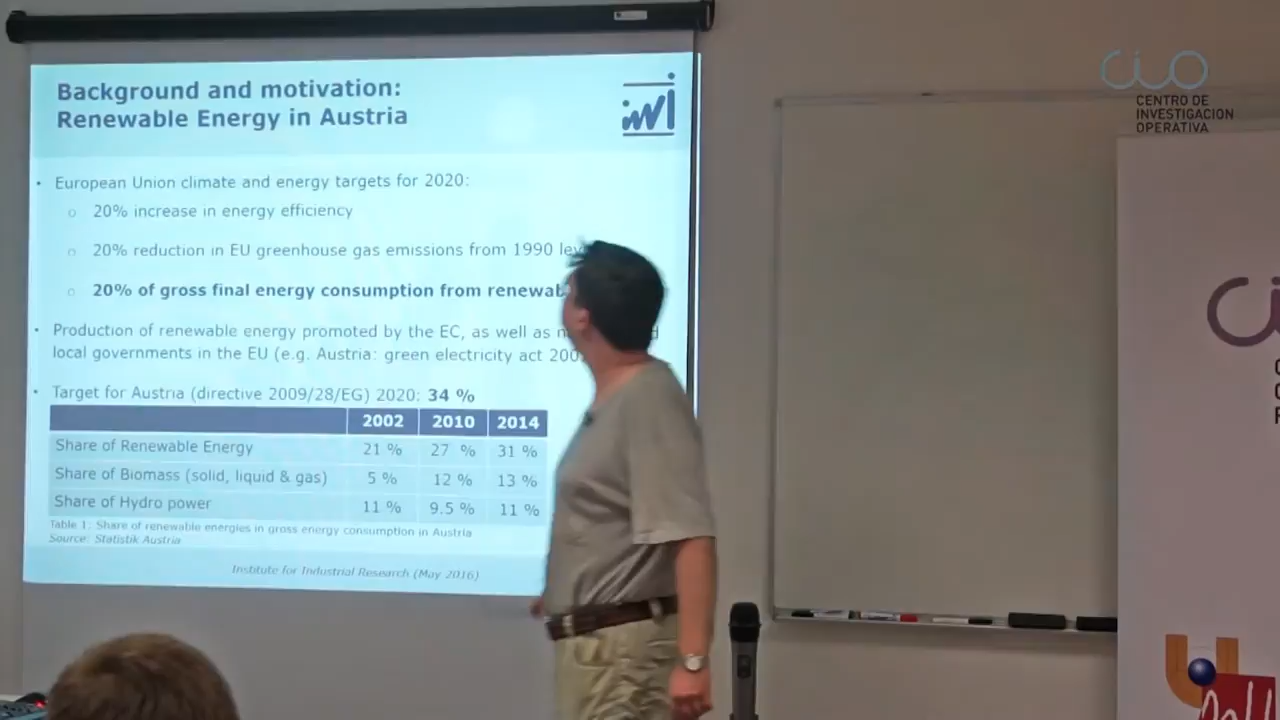 Background and motivation:
Renewable Energy in Austria
iwi
European Union climate and energy targets for 2020:
20% increase in energy efficiency
20% reduction in EU greenhouse gas emissions from 1990
20% of gross final energy consumption from
Production of renewable energy promoted by the EC, as well as
local governments in the EU (e.g. Austria: green electricity act
Target for Austria (directive 2009/28/EG) 2020: 34 %
2002 2010 2014
Share of Renewable Energy 21 % 27 % 31 %
Share of Biomass (solid, liquid & gas) 5 % 12 % 13 %
Share of Hydro power 11 % 9.5 % 11 %
Table 1: Share of renewable energies in gross energy consumption in Austria
Source: Statistik Austria
Institute for Industrial Research (May 2016)
CIO
CENTRO DE
INVESTIGACION
OPERATIVA